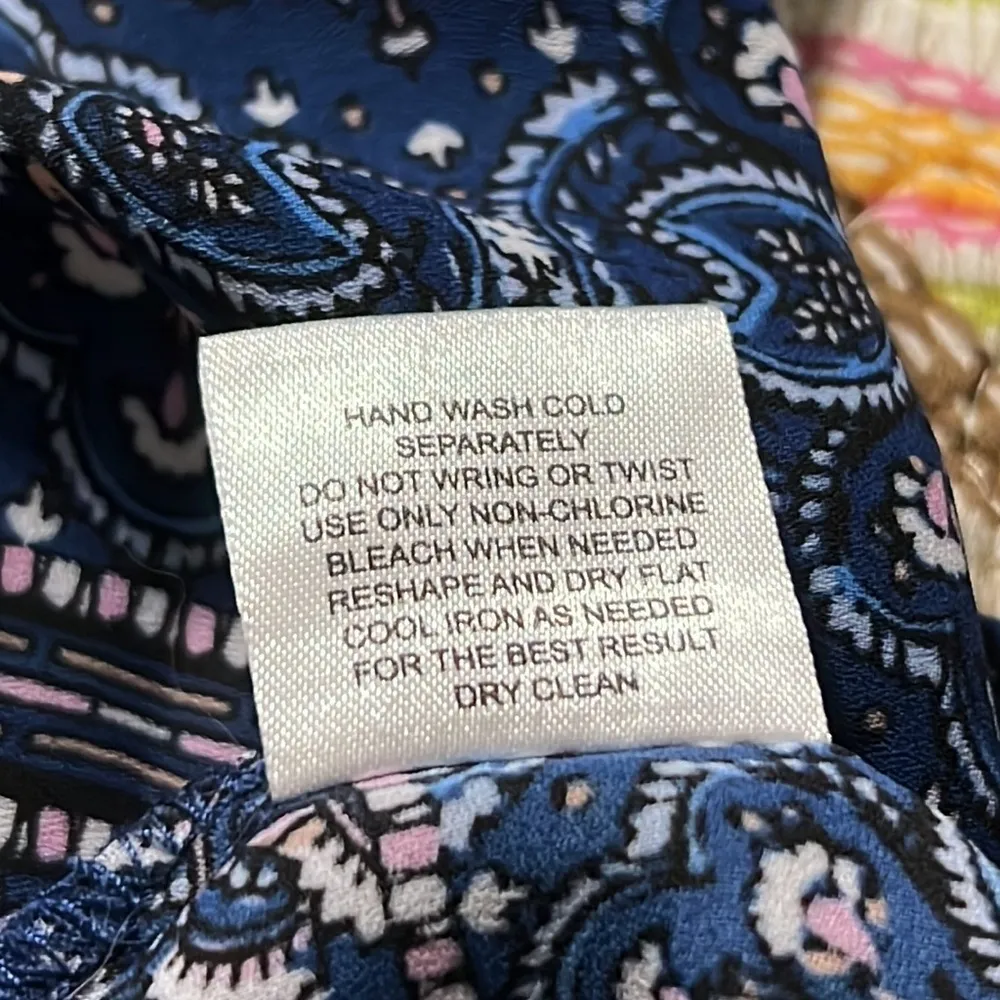 HAND WASH COLD
SEPARATELY
DO NOT WRING OR TWIST
USE ONLY NON-CHLORINE
BLEACH WHEN NEEDED
RESHAPE AND DRY FLAT
COOL IRON AS NEEDED
FOR THE BEST RESULT
DRY CLEAN